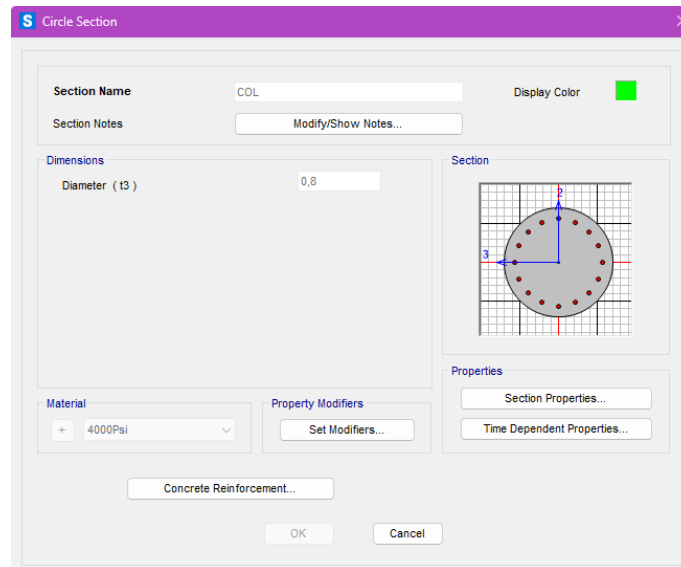 S Circle Section
Section Name COL Display Color
Section Notes Modify/Show Notes...
Dimensions
Diameter ( t3 ) 0,8
Section
2
3
Properties
Section Properties...
Time Dependent Properties...
Material
+ 4000Psi
Property Modifiers
Set Modifiers...
Concrete Reinforcement...
OK Cancel